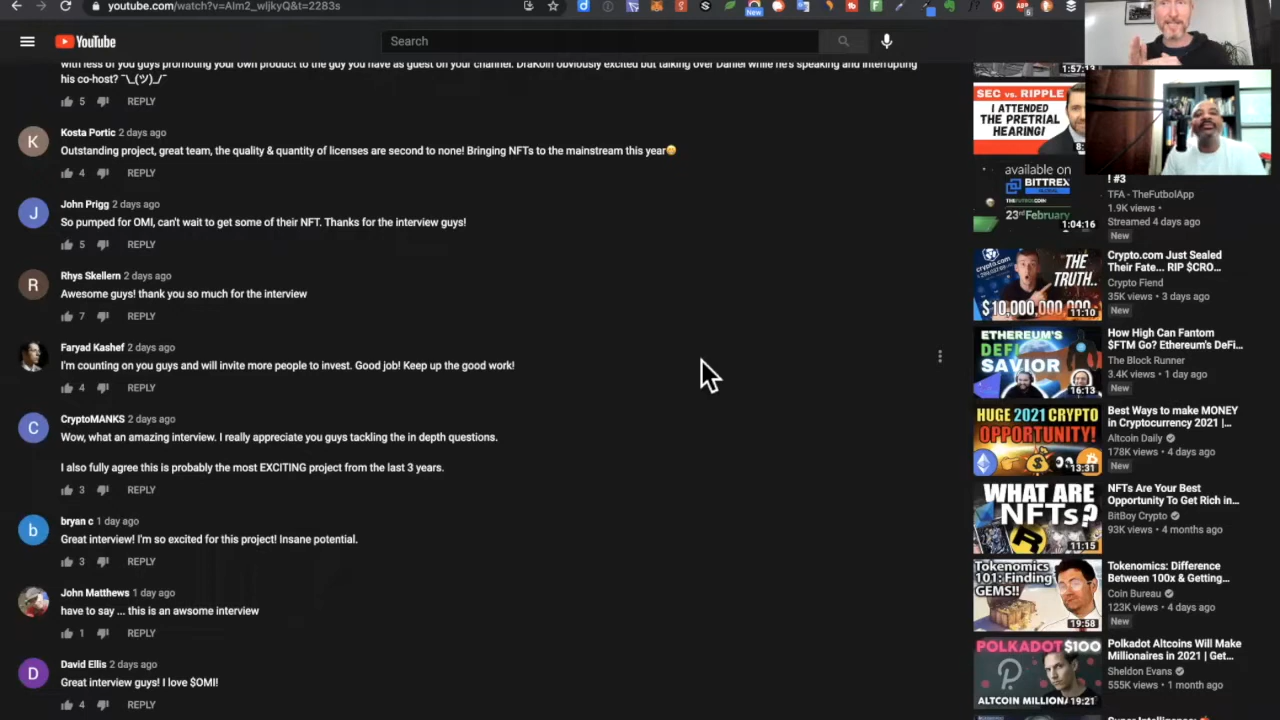 youtube.com/watch?v=AIm2_wljkyQ&t=2283s
New
5
YouTube
Search
with less of you guys promoting your own product to the guy you have as guest on your channel. DraKoin obviously excited but talking over Daniel while he's speaking and interrupting
his co-host? ¯\_(ツ)_/¯
5 REPLY
K
Kosta Portic 2 days ago
Outstanding project, great team, the quality & quantity of licenses are second to none! Bringing NFTs to the mainstream this year😀
4 REPLY
J
John Prigg 2 days ago
So pumped for OMI, can't wait to get some of their NFT. Thanks for the interview guys!
5 REPLY
R
Rhys Skellern 2 days ago
Awesome guys! thank you so much for the interview
7 REPLY
Faryad Kashef 2 days ago
I'm counting on you guys and will invite more people to invest. Good job! Keep up the good work!
4 REPLY
C
CryptoMANKS 2 days ago
Wow, what an amazing interview. I really appreciate you guys tackling the in depth questions.
I also fully agree this is probably the most EXCITING project from the last 3 years.
3 REPLY
b
bryan c 1 day ago
Great interview! I'm so excited for this project! Insane potential.
3 REPLY
John Matthews 1 day ago
have to say ... this is an awsome interview
1 REPLY
D
David Ellis 2 days ago
Great interview guys! I love $OMI!
4 REPLY
1:57:13
SEC vs. RIPPLE
I ATTENDED
THE PRETRIAL
HEARING!
8:
available on
BITTREX
GLOBAL
THEFUTBOLCOIN
23rd February
1:04:16
! #3
TFA - TheFutbolApp
1.9K views •
Streamed 4 days ago
New
crypto.com
THE
TRUTH..
$10,000,000,000
11:10
Crypto.com Just Sealed
Their Fate... RIP $CRO...
Crypto Fiend
35K views • 3 days ago
New
ETHEREUM'S
DEFI
SAVIOR
16:13
How High Can Fantom
$FTM Go? Ethereum's DeFi...
The Block Runner
3.4K views • 1 day ago
New
HUGE 2021 CRYPTO
OPPORTUNITY!
13:31
Best Ways to make MONEY
in Cryptocurrency 2021 |...
Altcoin Daily
178K views • 4 days ago
New
WHAT ARE
NFTs?
11:15
NFTs Are Your Best
Opportunity To Get Rich in...
BitBoy Crypto
93K views • 4 months ago
Tokenomics
101: Finding
GEMS!!
19:58
Tokenomics: Difference
Between 100x & Getting...
Coin Bureau
123K views • 4 days ago
New
POLKADOT $100
ALTCOIN MILLION
19:21
Polkadot Altcoins Will Make
Millionaires in 2021 | Get...
Sheldon Evans
555K views • 1 month ago